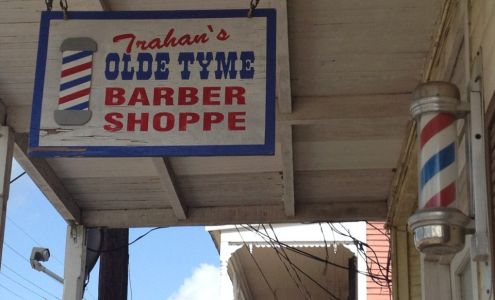 Trahan's
OLDE TYME
BARBER
SHOPPE